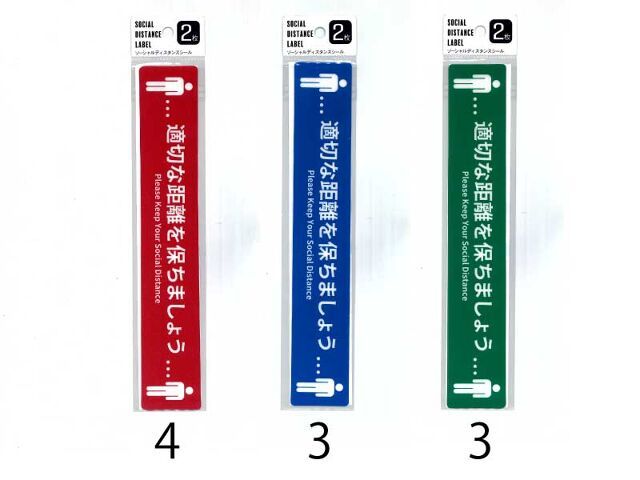 SOCIAL
DISTANCE
LABEL
2枚
ソーシャルディスタンスシール
… 適切な距離を保ちましょう …
Please Keep Your Social Distance
4
SOCIAL
DISTANCE
LABEL
2枚
ソーシャルディスタンスシール
… 適切な距離を保ちましょう …
Please Keep Your Social Distance
3
SOCIAL
DISTANCE
LABEL
2枚
ソーシャルディスタンスシール
… 適切な距離を保ちましょう …
Please Keep Your Social Distance
3